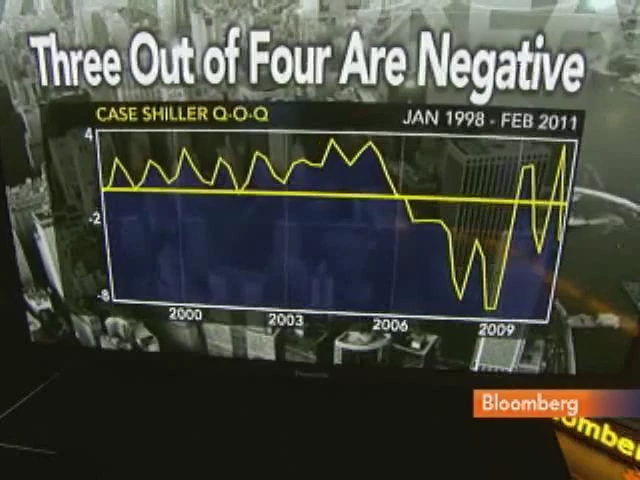 Three Out of Four Are Negative
CASE SHILLER Q-O-Q
JAN 1998 - FEB 2011
4
-2
-8
2000
2003
2006
2009
Bloomberg